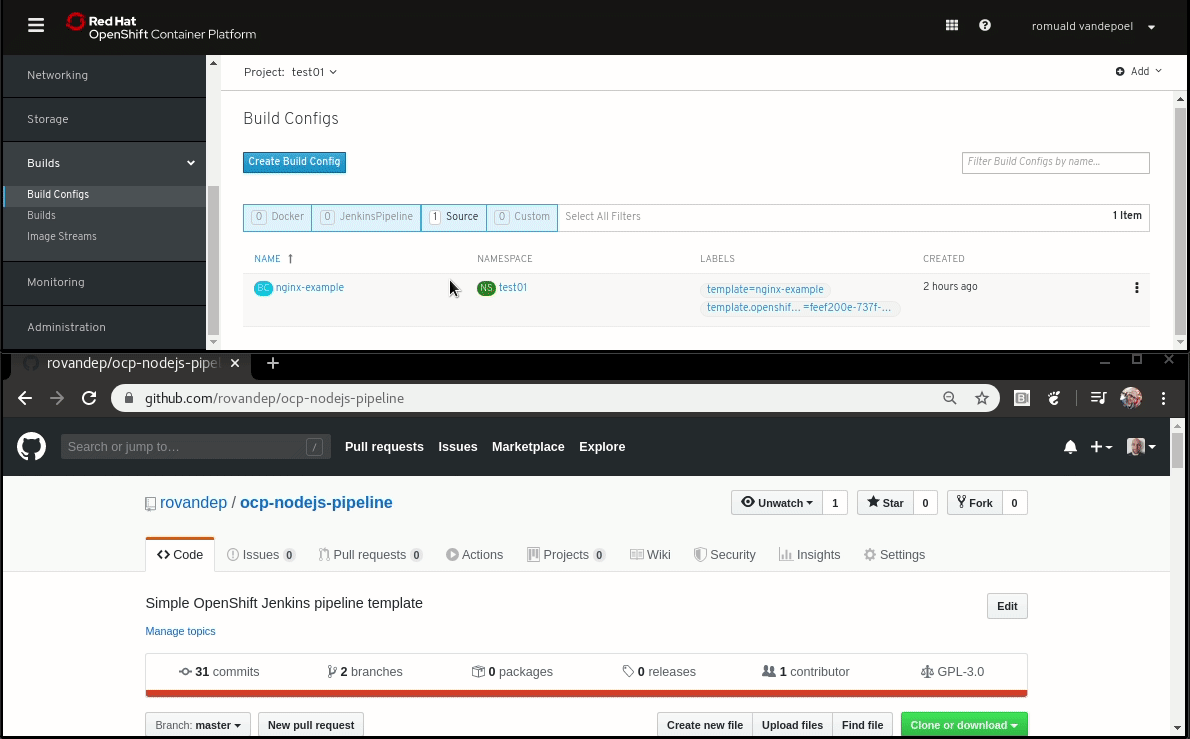 Red Hat
OpenShift Container Platform
romuald vandepoel
Networking
Storage
Builds
Build Configs
Builds
Image Streams
Monitoring
Administration
Project: test01
Add
Build Configs
Create Build Config
Filter Build Configs by name...
0 Docker 0 JenkinsPipeline 1 Source 0 Custom Select All Filters 1 Item
NAME NAMESPACE LABELS CREATED
BC nginx-example NS test01 template=nginx-example 2 hours ago
template.openshif... =feef200e-737f-...
rovandep/ocp-nodejs-pipel
github.com/rovandep/ocp-nodejs-pipeline
Search or jump to… / Pull requests Issues Marketplace Explore
rovandep / ocp-nodejs-pipeline
Unwatch 1 Star 0 Fork 0
Code Issues 0 Pull requests 0 Actions Projects 0 Wiki Security Insights Settings
Simple OpenShift Jenkins pipeline template
Edit
Manage topics
31 commits 2 branches 0 packages 0 releases 1 contributor GPL-3.0
Branch: master New pull request Create new file Upload files Find file Clone or download